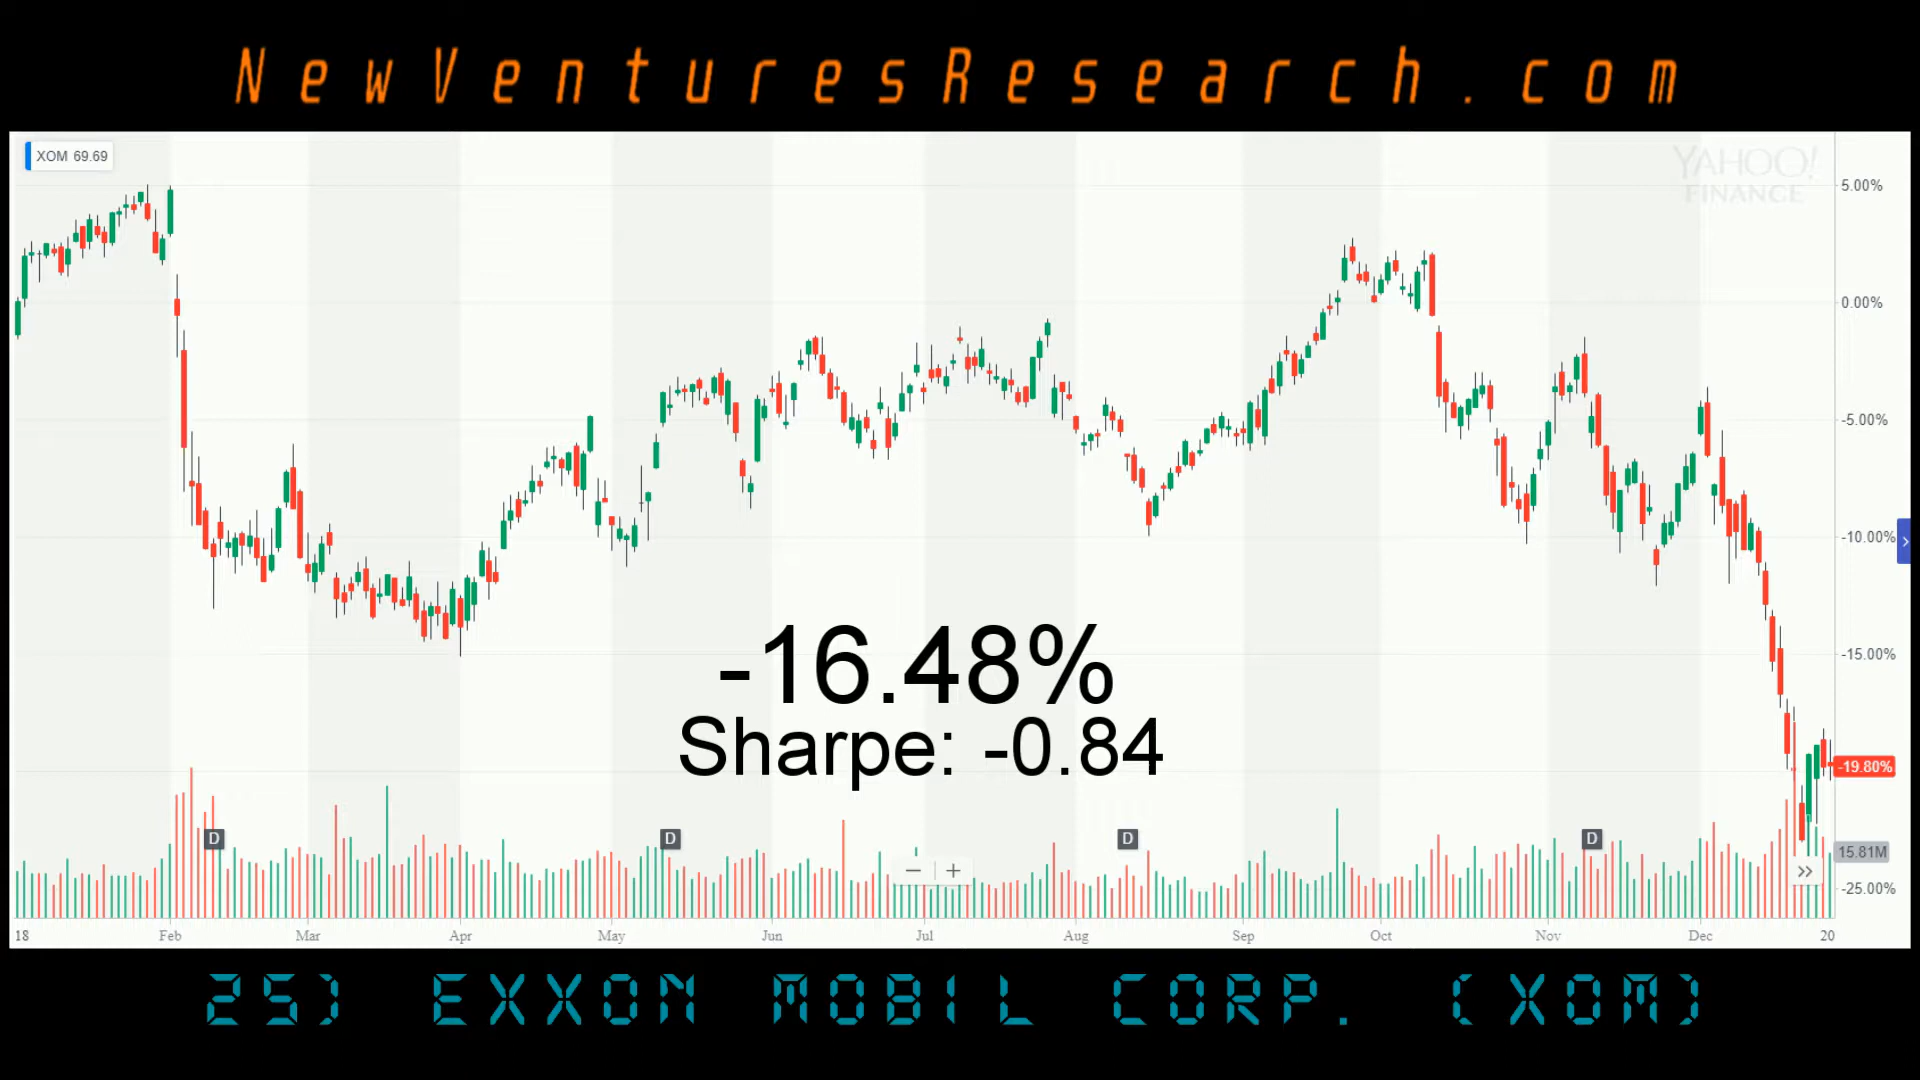 NewVenturesResearch.com
XOM 69.69
YAHOO!
FINANCE
5.00%
0.00%
-5.00%
-10.00%
-15.00%
-19.80%
15.81M
-25.00%
-16.48%
Sharpe: -0.84
D D D D
18 Feb Mar Apr May Jun Jul Aug Sep Oct Nov Dec 20
25) EXXON MOBIL CORP. (XOM)